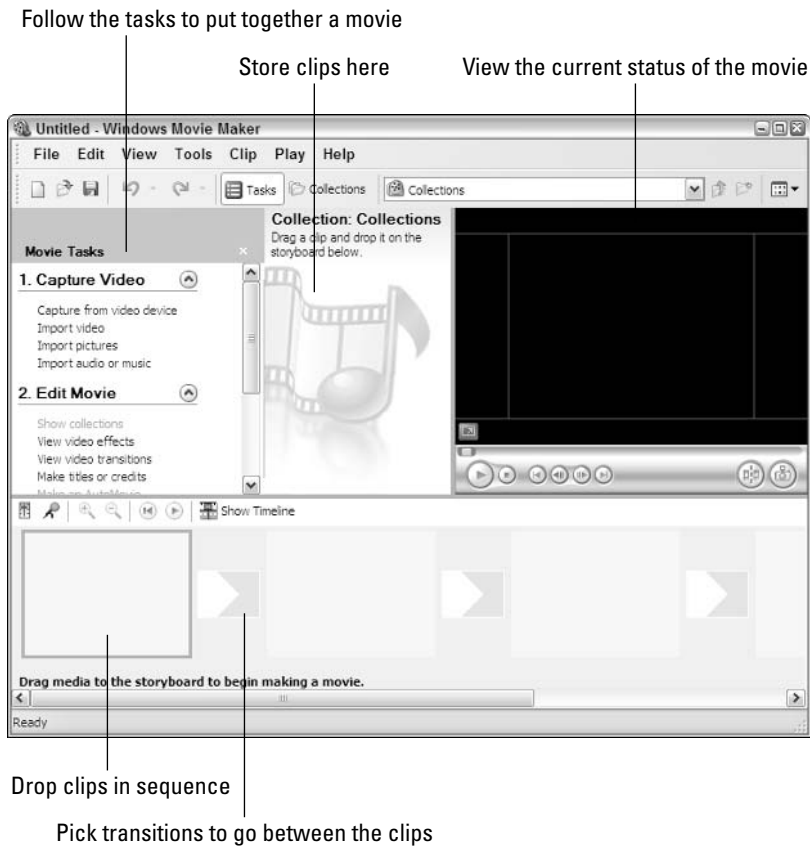 Follow the tasks to put together a movie
Store clips here
View the current status of the movie
Untitled - Windows Movie Maker
File Edit View Tools Clip Play Help
Tasks Collections Collections
Movie Tasks
1. Capture Video
Capture from video device
Import video
Import pictures
Import audio or music
2. Edit Movie
Show collections
View video effects
View video transitions
Make titles or credits
Make an AutoMovie
Collection: Collections
Drag a clip and drop it on the
storyboard below.
Show Timeline
Drag media to the storyboard to begin making a movie.
Ready
Drop clips in sequence
Pick transitions to go between the clips